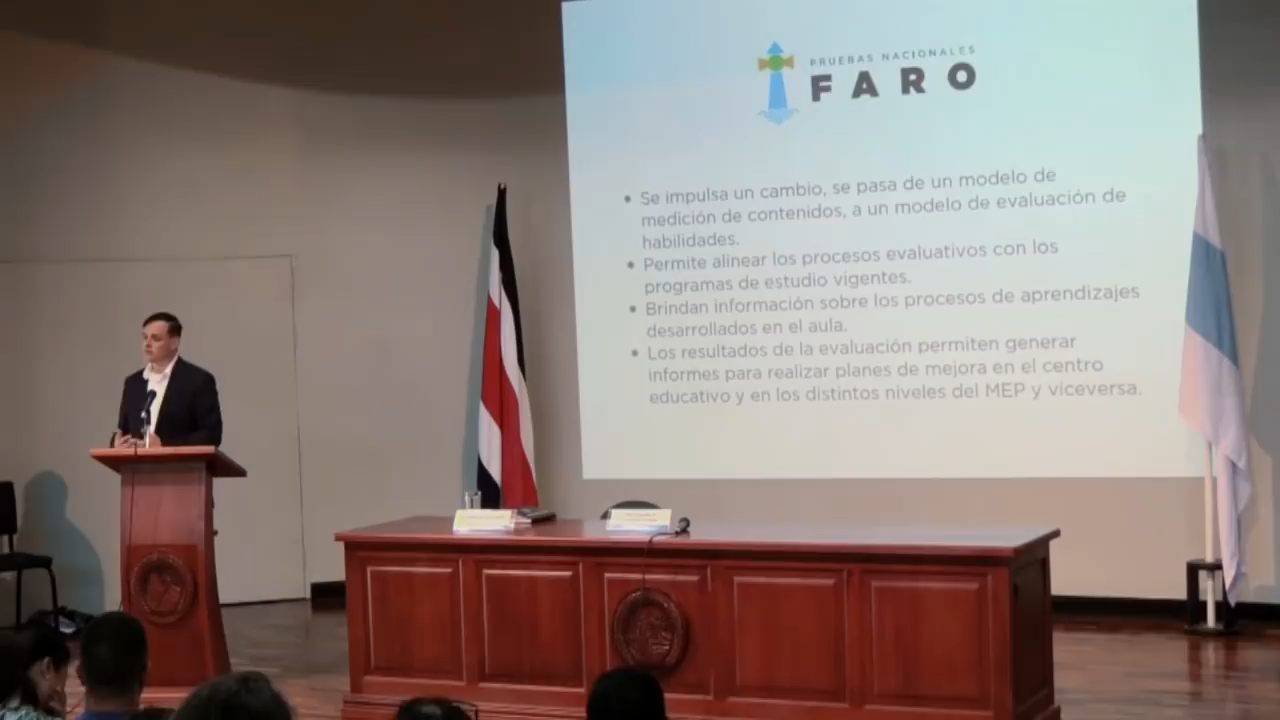 PRUEBAS NACIONALES
FARO
• Se impulsa un cambio, se pasa de un modelo de
medición de contenidos, a un modelo de evaluación de
habilidades.
• Permite alinear los procesos evaluativos con los
programas de estudio vigentes.
• Brindan información sobre los procesos de aprendizajes
desarrollados en el aula.
• Los resultados de la evaluación permiten generar
informes para realizar planes de mejora en el centro
educativo y en los distintos niveles del MEP y viceversa.